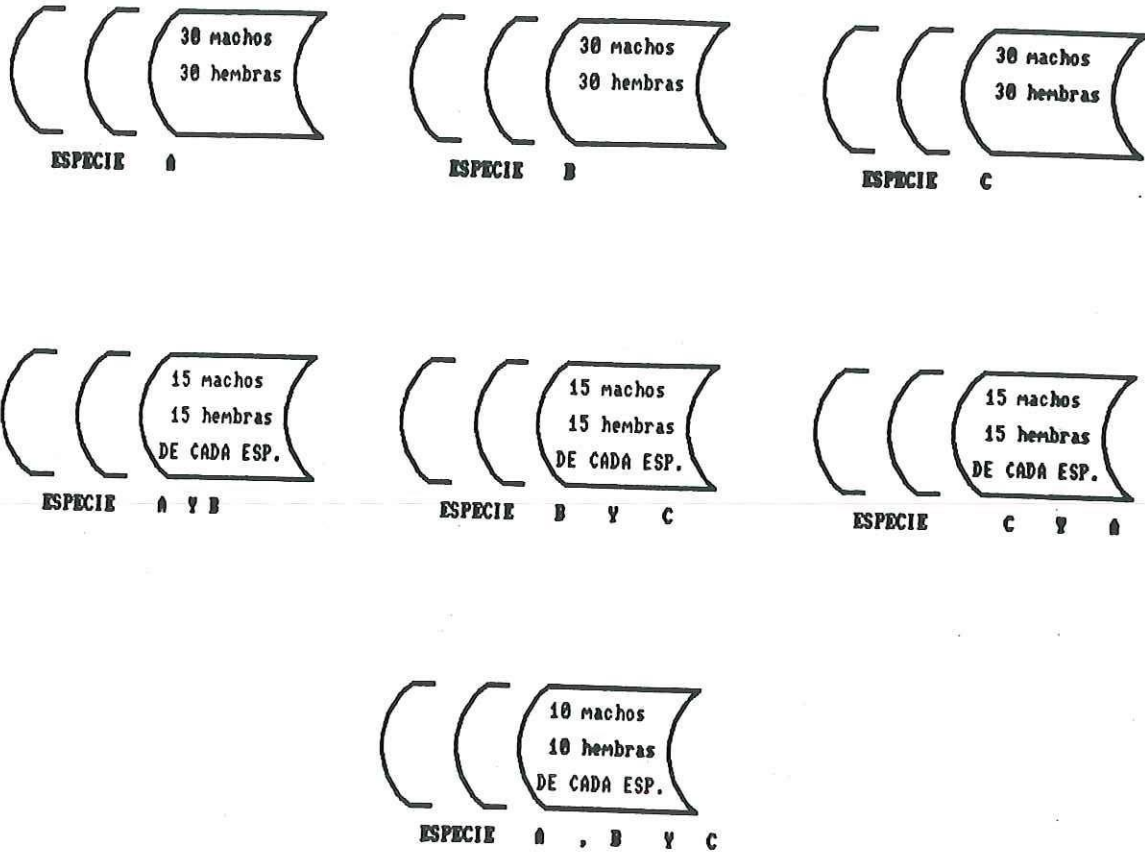 30 machos
30 hembras
ESPECIE A
30 machos
30 hembras
ESPECIE B
30 machos
30 hembras
ESPECIE C
15 machos
15 hembras
DE CADA ESP.
ESPECIE A Y B
15 machos
15 hembras
DE CADA ESP.
ESPECIE B Y C
15 machos
15 hembras
DE CADA ESP.
ESPECIE C Y A
10 machos
10 hembras
DE CADA ESP.
ESPECIE A , B Y C